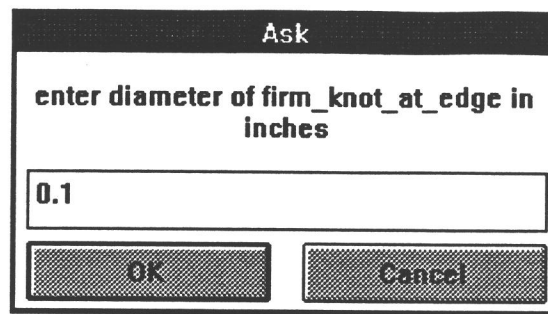 Ask
enter diameter of firm_knot_at_edge in
inches
0.1
OK
Cancel